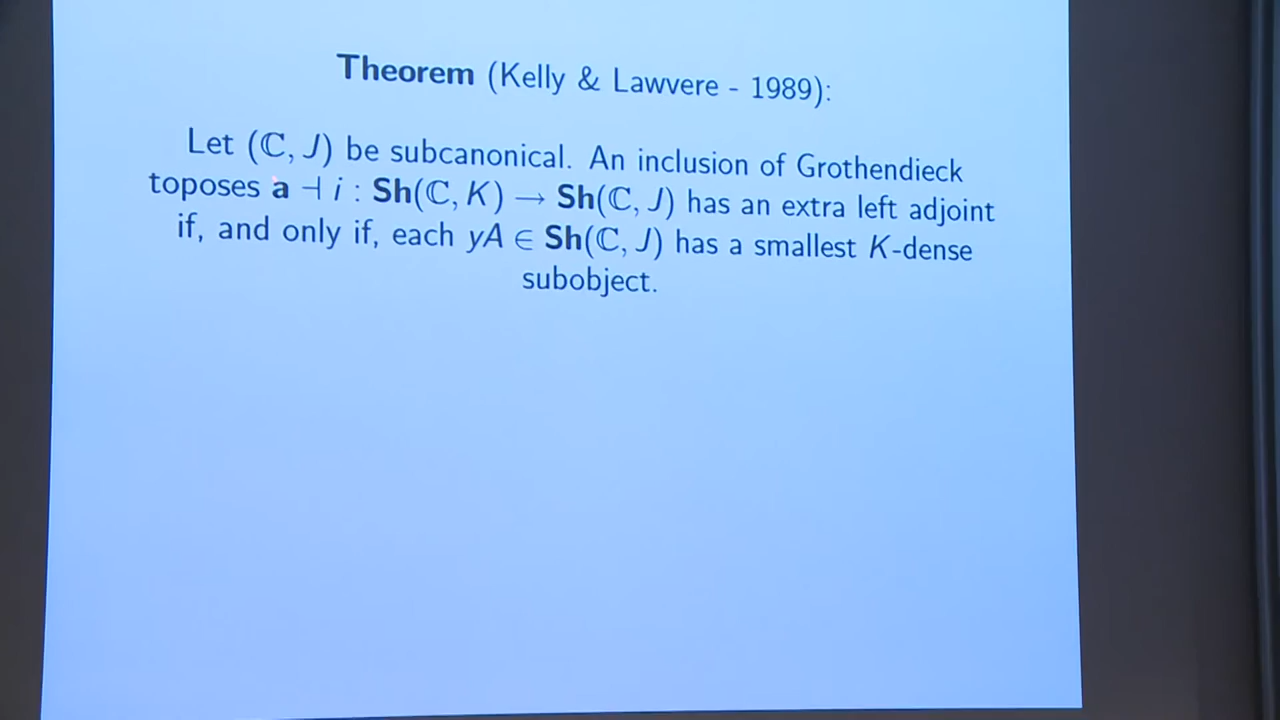 Theorem (Kelly & Lawvere - 1989):
Let (ℂ, J) be subcanonical. An inclusion of Grothendieck
toposes a ⊣ i : Sh(ℂ, K) → Sh(ℂ, J) has an extra left adjoint
if, and only if, each yA ∈ Sh(ℂ, J) has a smallest K-dense
subobject.